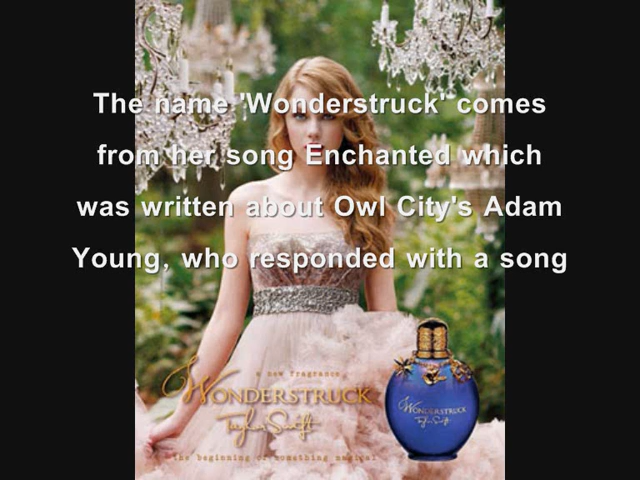 The name 'Wonderstruck' comes
from her song Enchanted which
was written about Owl City's Adam
Young, who responded with a song
a new fragrance
WONDERSTRUCK
Taylor Swift
the beginning of something magical
WONDERSTRUCK
Taylor Swift